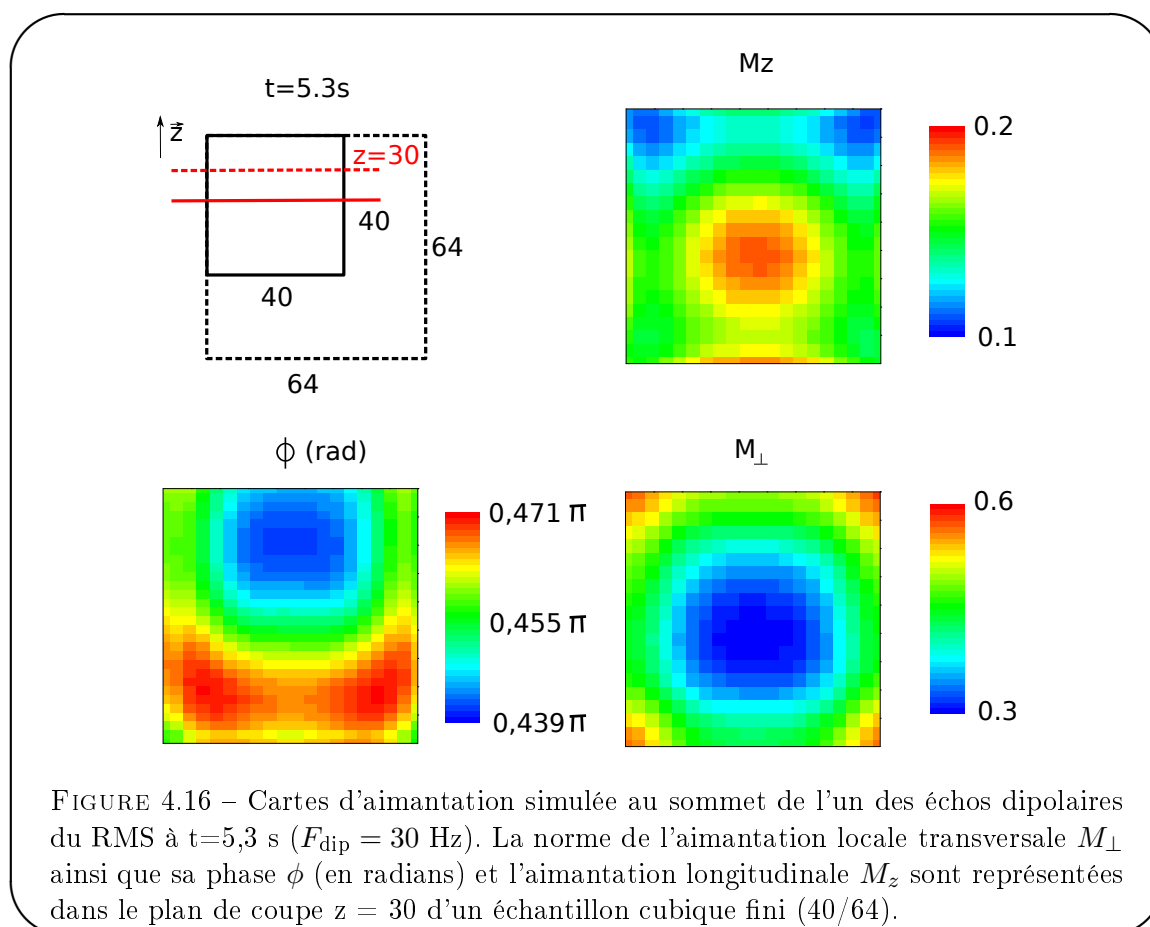 t=5.3s
z⃗
z=30
40
40
64
64
Mz
0.2
0.1
ϕ (rad)
0,471 π
0,455 π
0,439 π
M⊥
0.6
0.3
FIGURE 4.16 – Cartes d'aimantation simulée au sommet de l'un des échos dipolaires
du RMS à t=5,3 s (Fdip = 30 Hz). La norme de l'aimantation locale transversale M⊥
ainsi que sa phase ϕ (en radians) et l'aimantation longitudinale Mz sont représentées
dans le plan de coupe z = 30 d'un échantillon cubique fini (40/64).